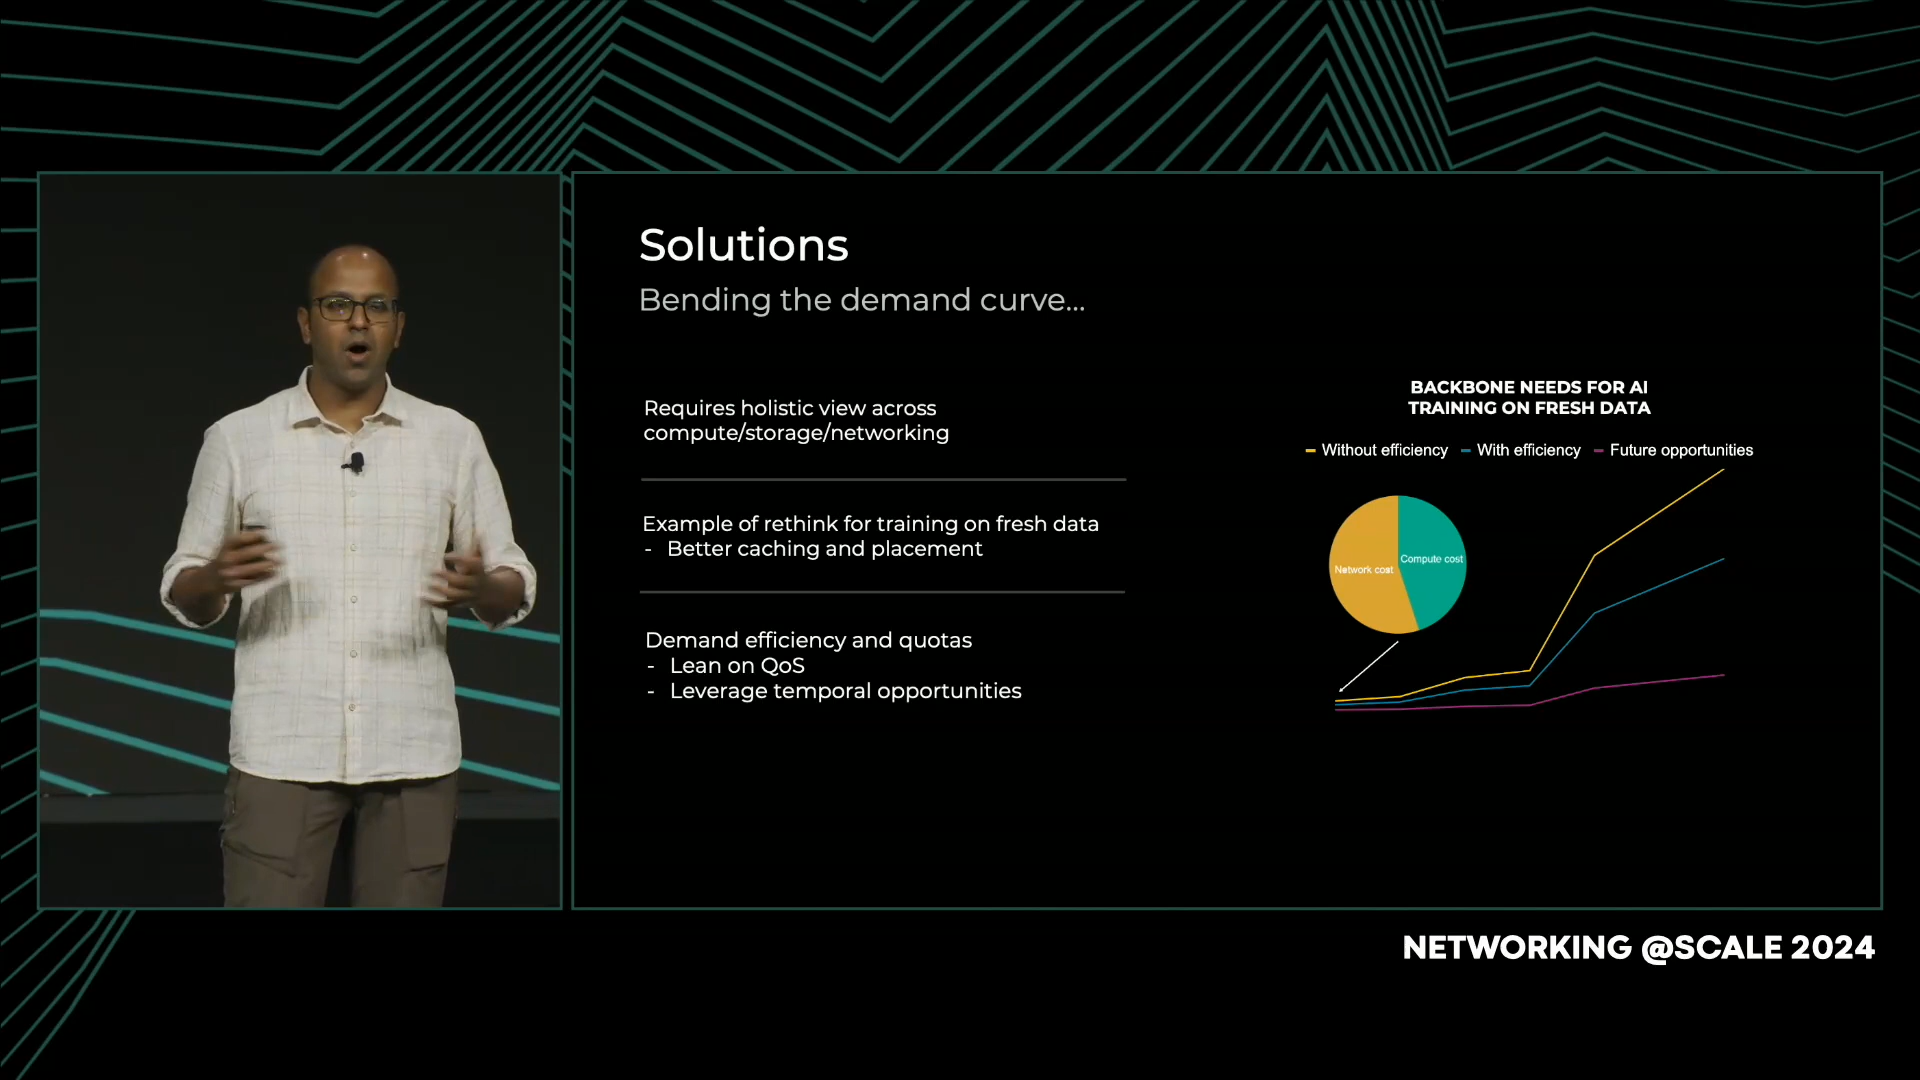 Solutions
Bending the demand curve...
Requires holistic view across
compute/storage/networking
Example of rethink for training on fresh data
- Better caching and placement
Demand efficiency and quotas
- Lean on QoS
- Leverage temporal opportunities
BACKBONE NEEDS FOR AI
TRAINING ON FRESH DATA
Without efficiency With efficiency Future opportunities
Compute cost
Network cost
NETWORKING @SCALE 2024